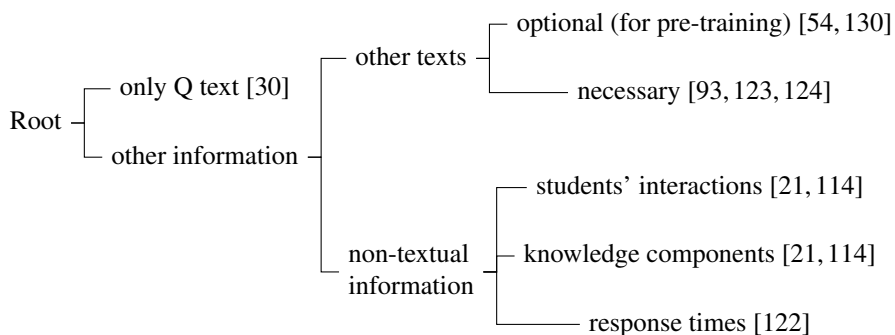 optional (for pre-training) [54, 130]
other texts
only Q text [30]
necessary [93, 123, 124]
Root
other information
students’ interactions [21, 114]
non-textual
information
knowledge components [21, 114]
response times [122]